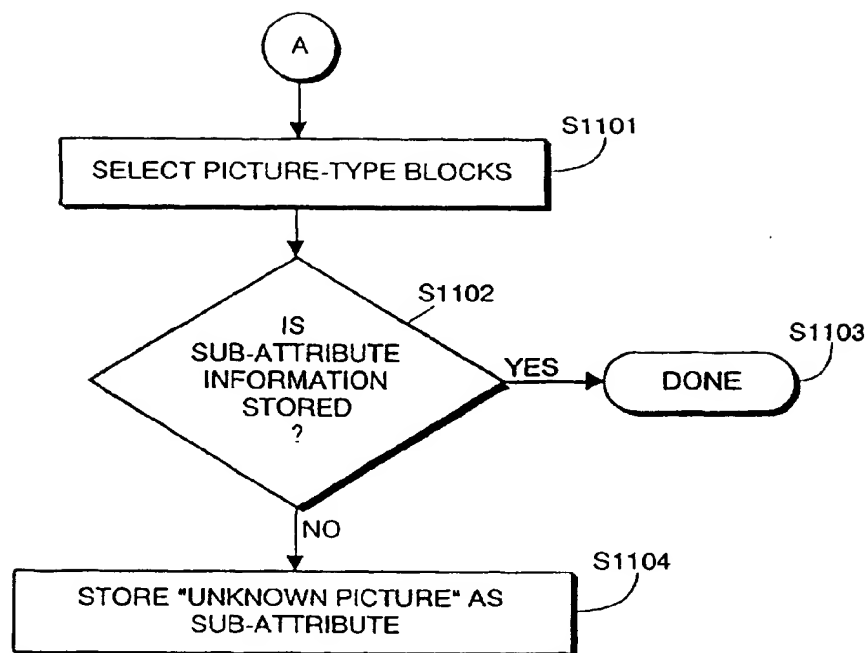 A
S1101
SELECT PICTURE-TYPE BLOCKS
S1102
IS
SUB-ATTRIBUTE
INFORMATION
STORED
?
YES
S1103
DONE
NO
S1104
STORE "UNKNOWN PICTURE" AS
SUB-ATTRIBUTE